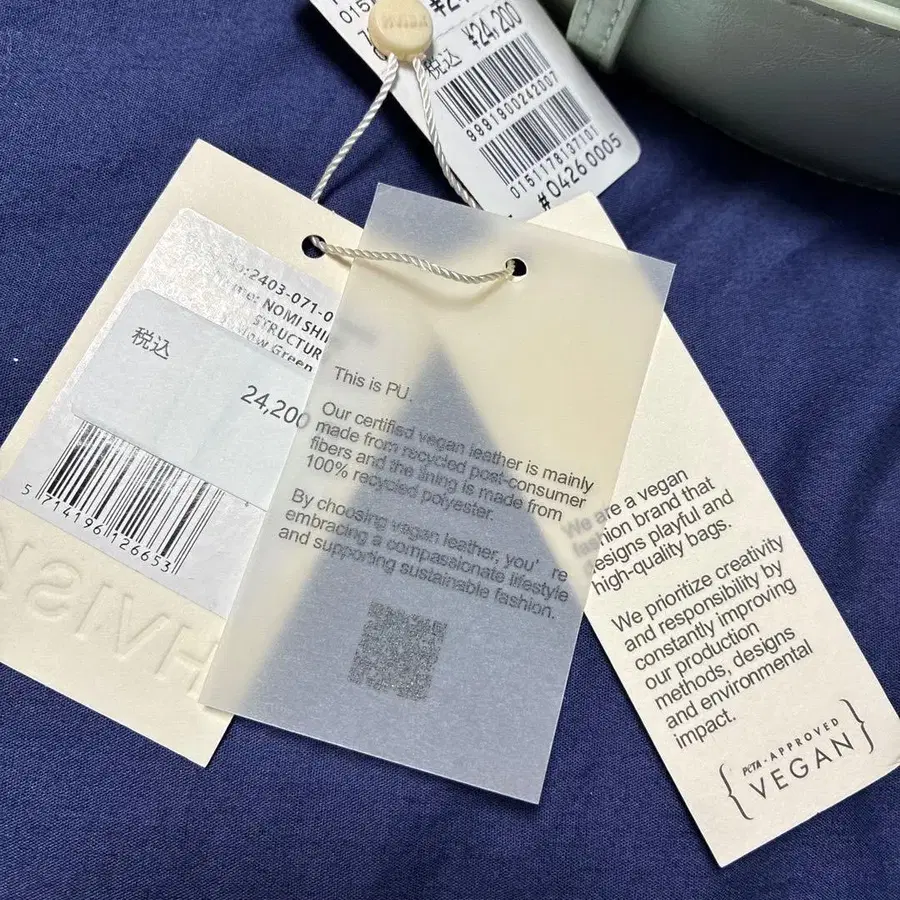 ¥24,200
税込
9991900242007
0151178137101
#04260005
2403-071-0
NOMI SHI
STRUCTUR
Green
税込
24,200
5 714196 126653
HVISK
This is PU.
Our certified vegan leather is mainly
made from recycled post-consumer
fibers and the lining is made from
100% recycled polyester.
By choosing vegan leather, you're
embracing a compassionate lifestyle
and supporting sustainable fashion.
We are a vegan
fashion brand that
designs playful and
high-quality bags.
We prioritize creativity
and responsibility by
constantly improving
our production
methods, designs
and environmental
impact.
PETA-APPROVED
VEGAN